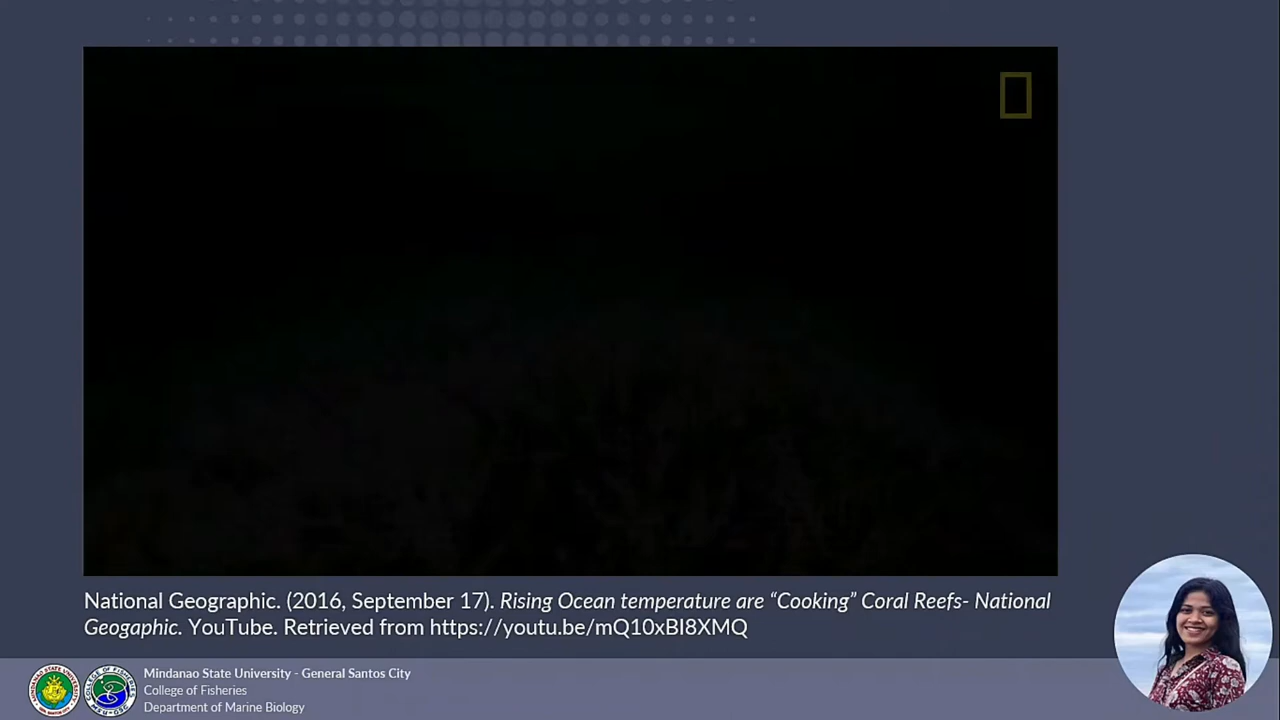 National Geographic. (2016, September 17). Rising Ocean temperature are “Cooking” Coral Reefs- National
Geogaphic. YouTube. Retrieved from https://youtu.be/mQ10xBI8XMQ
Mindanao State University - General Santos City
College of Fisheries
Department of Marine Biology